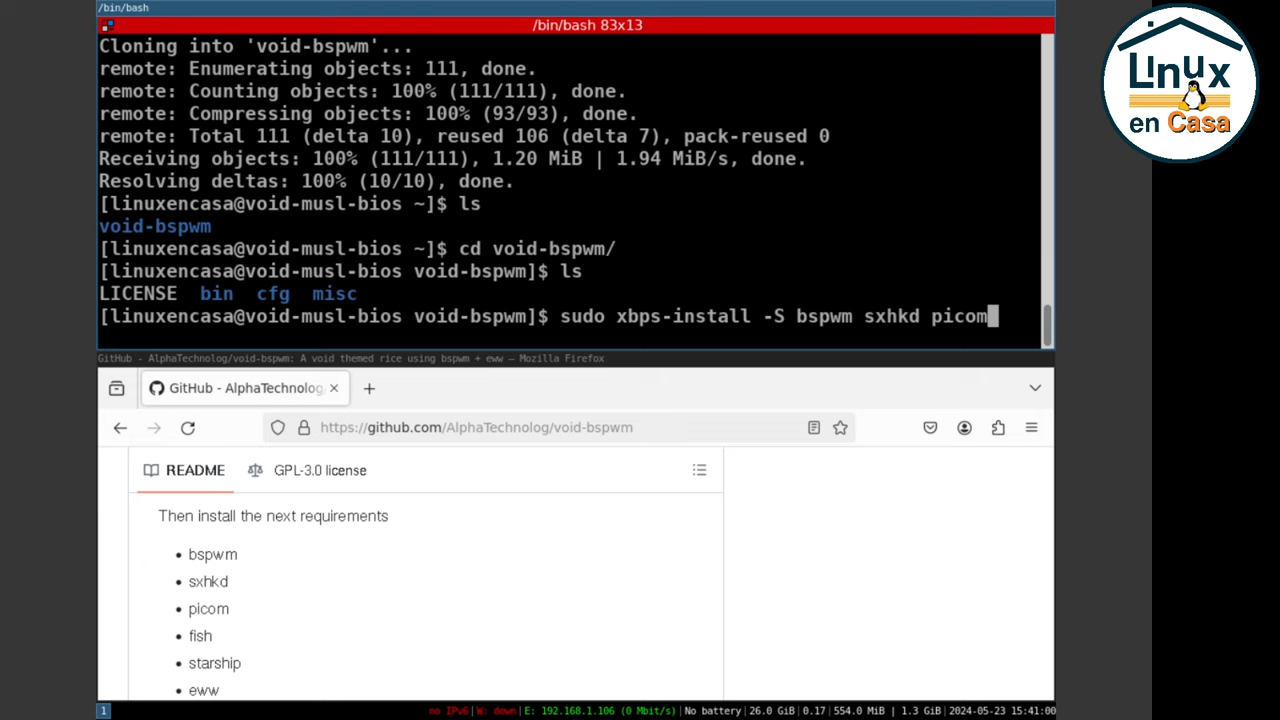 /bin/bash
/bin/bash 83x13
Cloning into 'void-bspwm'...
remote: Enumerating objects: 111, done.
remote: Counting objects: 100% (111/111), done.
remote: Compressing objects: 100% (93/93), done.
remote: Total 111 (delta 10), reused 106 (delta 7), pack-reused 0
Receiving objects: 100% (111/111), 1.20 MiB | 1.94 MiB/s, done.
Resolving deltas: 100% (10/10), done.
[linuxencasa@void-musl-bios ~]$ ls
void-bspwm
[linuxencasa@void-musl-bios ~]$ cd void-bspwm/
[linuxencasa@void-musl-bios void-bspwm]$ ls
LICENSE bin cfg misc
[linuxencasa@void-musl-bios void-bspwm]$ sudo xbps-install -S bspwm sxhkd picom
Linux
en Casa
GitHub - AlphaTechnolog/void-bspwm: A void themed rice using bspwm + eww — Mozilla Firefox
GitHub - AlphaTechnolog
https://github.com/AlphaTechnolog/void-bspwm
README GPL-3.0 license
Then install the next requirements
• bspwm
• sxhkd
• picom
• fish
• starship
• eww
1 no IPv6|W: down|E: 192.168.1.106 (0 Mbit/s)|No battery|26.0 GiB|0.17|554.0 MiB | 1.3 GiB|2024-05-23 15:41:00